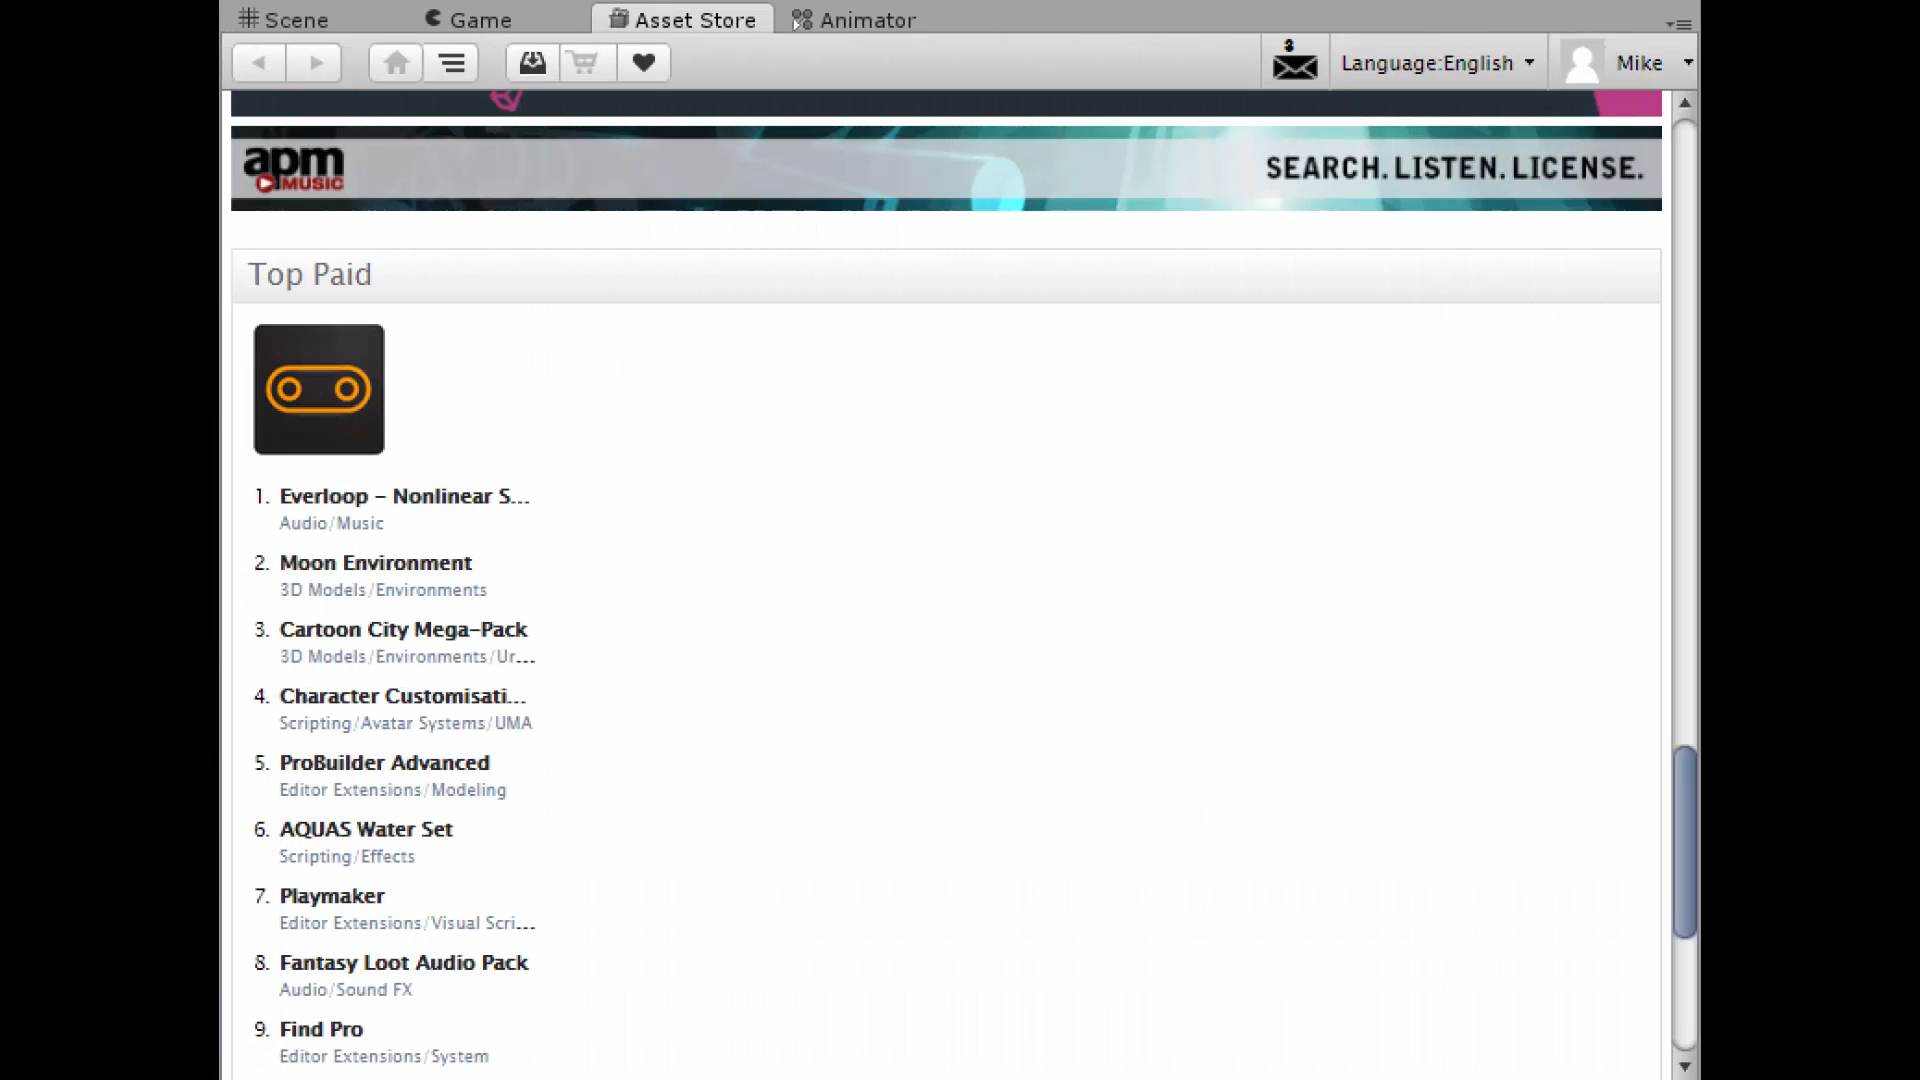 Scene Game Asset Store Animator
3 Language:English Mike
apm MUSIC SEARCH. LISTEN. LICENSE.
Top Paid
1. Everloop - Nonlinear S...
Audio/Music
2. Moon Environment
3D Models/Environments
3. Cartoon City Mega-Pack
3D Models/Environments/Ur...
4. Character Customisati...
Scripting/Avatar Systems/UMA
5. ProBuilder Advanced
Editor Extensions/Modeling
6. AQUAS Water Set
Scripting/Effects
7. Playmaker
Editor Extensions/Visual Scri...
8. Fantasy Loot Audio Pack
Audio/Sound FX
9. Find Pro
Editor Extensions/System